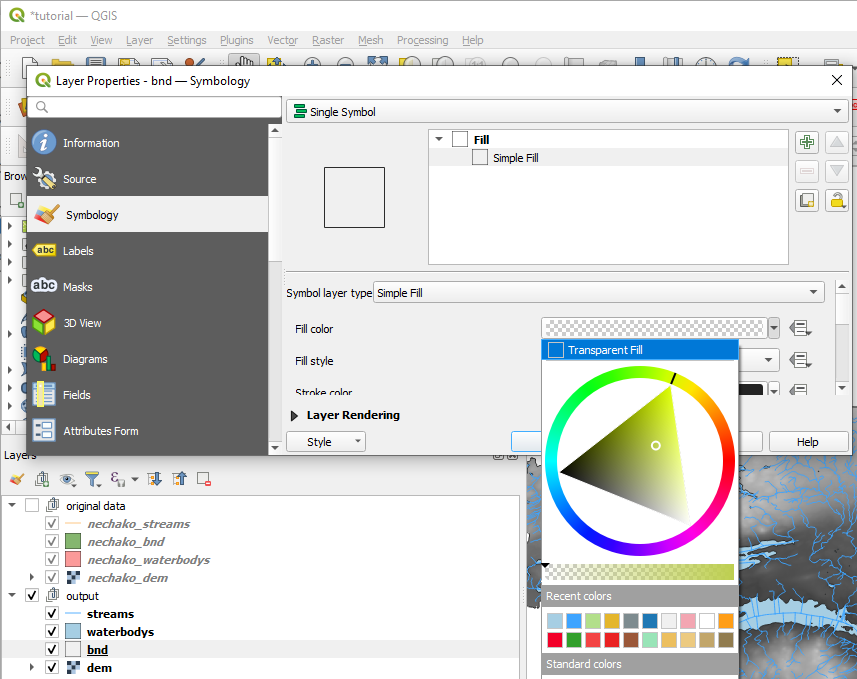 *tutorial — QGIS
Project Edit View Layer Settings Plugins Vector Raster Mesh Processing Help
Layer Properties - bnd — Symbology
Single Symbol
Information
Source
Symbology
Labels
Masks
3D View
Diagrams
Fields
Attributes Form
abc
abc
Fill
Simple Fill
Symbol layer type Simple Fill
Fill color
Transparent Fill
Fill style
Stroke color
Layer Rendering
Style
Help
Recent colors
Standard colors
Brow
Layers
original data
nechako_streams
nechako_bnd
nechako_waterbodys
nechako_dem
output
streams
waterbodys
bnd
dem